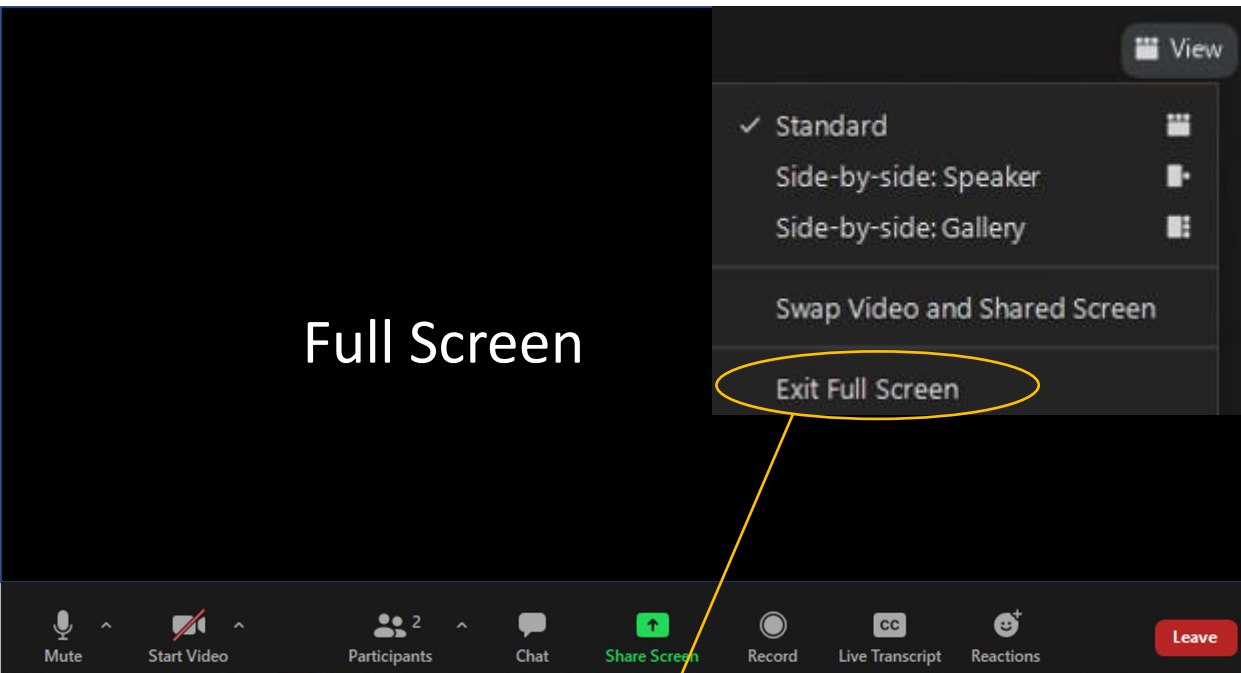 View
Standard
Side-by-side: Speaker
Side-by-side: Gallery
Swap Video and Shared Screen
Exit Full Screen
Full Screen
2
CC
Mute
Start Video
Participants
Chat
Share Screen
Record
Live Transcript
Reactions
Leave